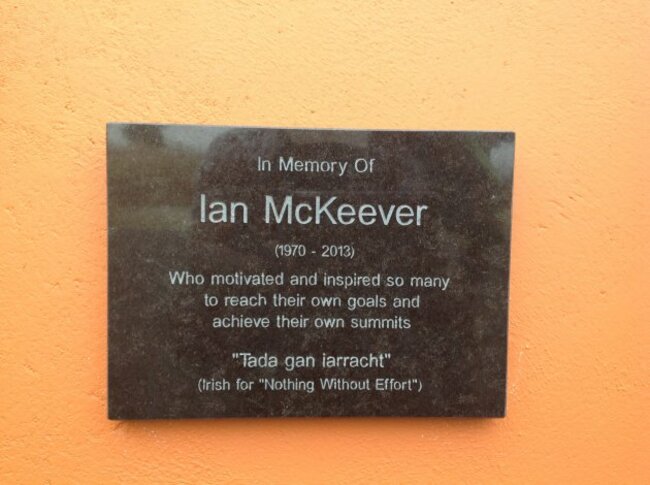 In Memory Of
Ian McKeever
(1970 - 2013)
Who motivated and inspired so many
to reach their own goals and
achieve their own summits
"Tada gan iarracht"
(Irish for "Nothing Without Effort")